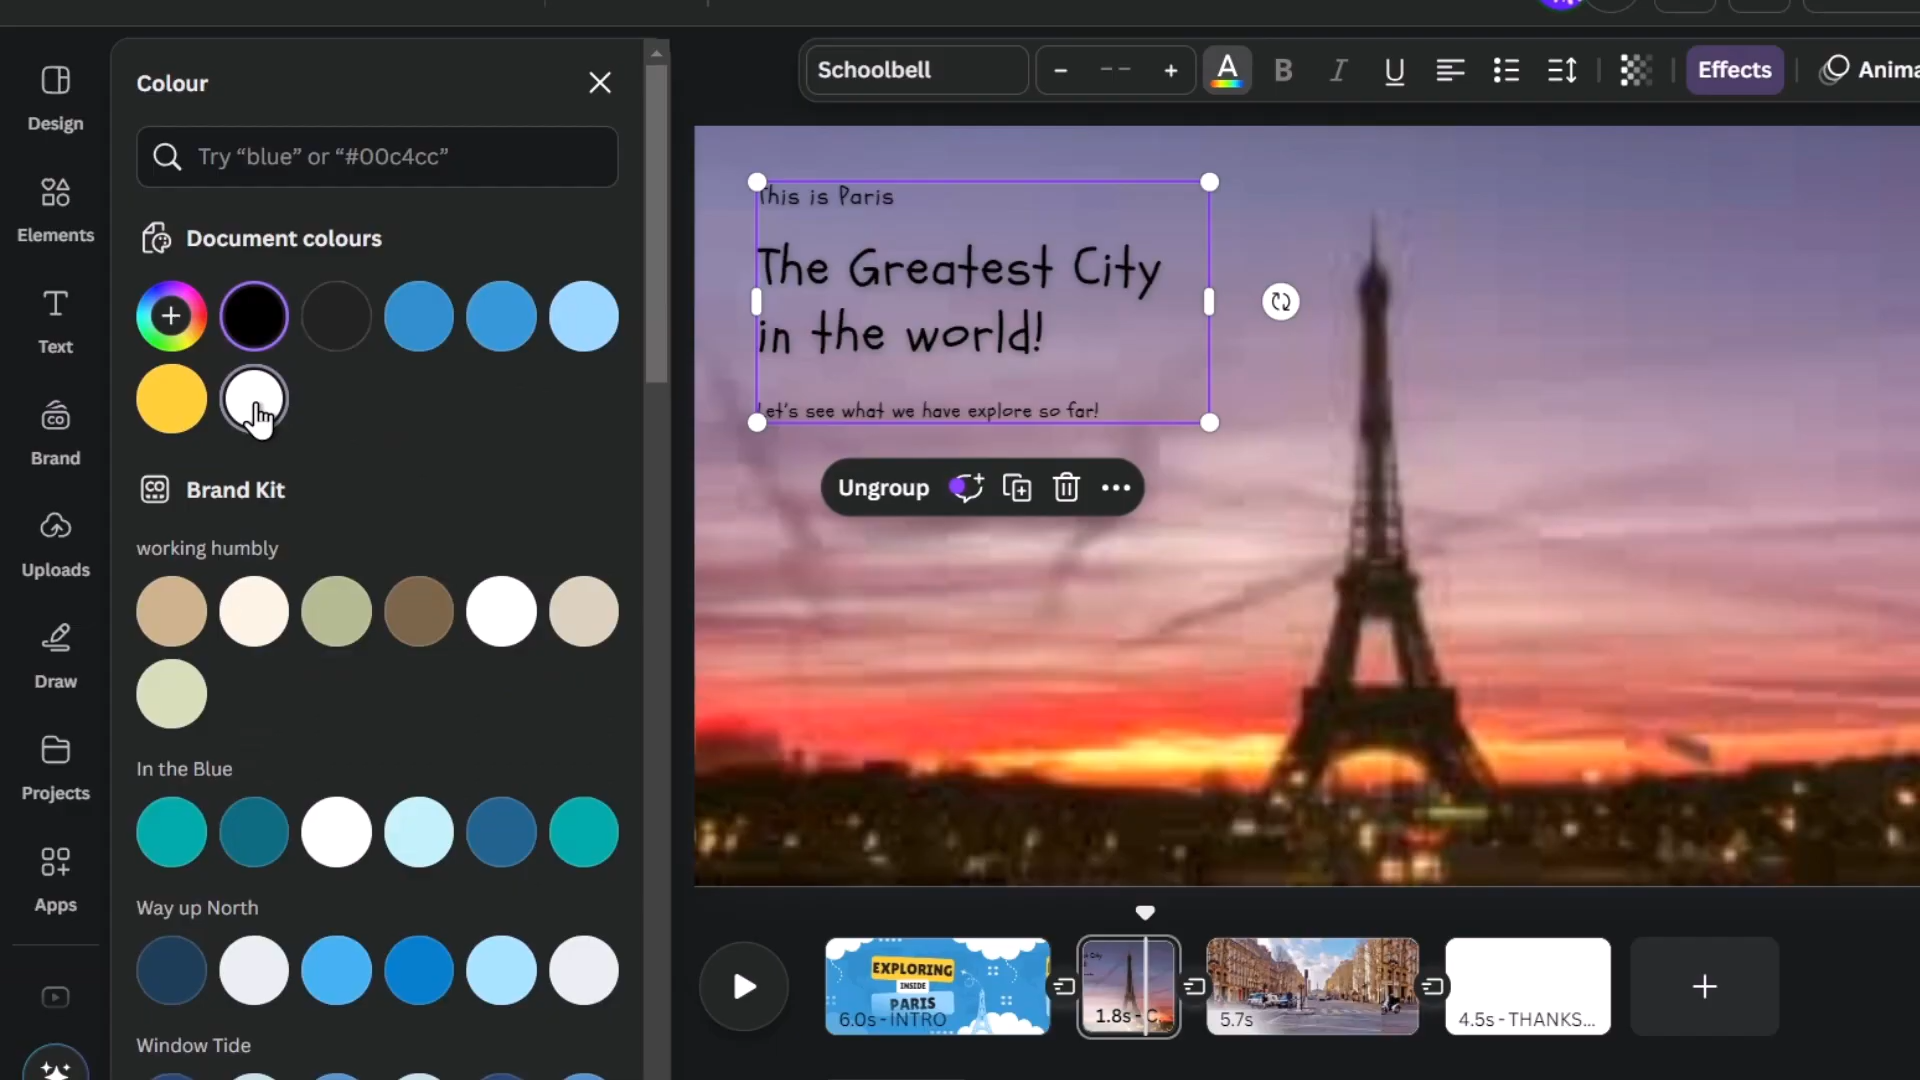 Design
Elements
Text
Brand
Uploads
Draw
Projects
Apps
Colour
Try “blue” or “#00c4cc”
Document colours
Brand Kit
working humbly
In the Blue
Way up North
Window Tide
Schoolbell
– –– +
A B I U
Effects
Anima
This is Paris
The Greatest City
in the world!
Let's see what we have explore so far!
Ungroup
EXPLORING
INSIDE
PARIS
6.0s - INTRO
1.8s - C...
5.7s
4.5s - THANKS...